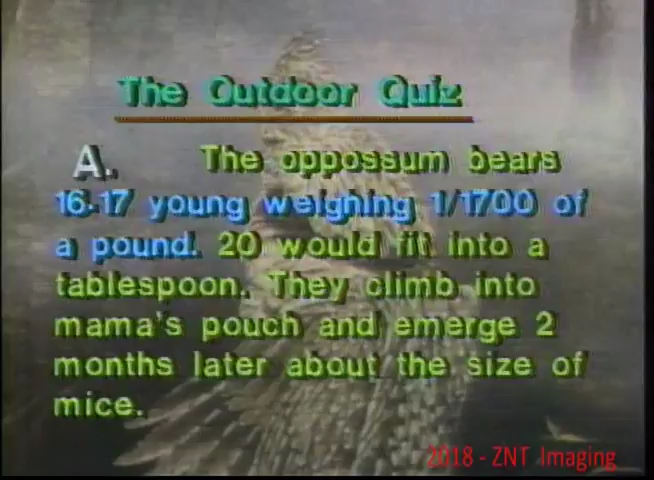 The Outdoor Quiz
A. The oppossum bears
16-17 young weighing 1/1700 of
a pound. 20 would fit into a
tablespoon. They climb into
mama's pouch and emerge 2
months later about the size of
mice.
2018 - ZNT Imaging